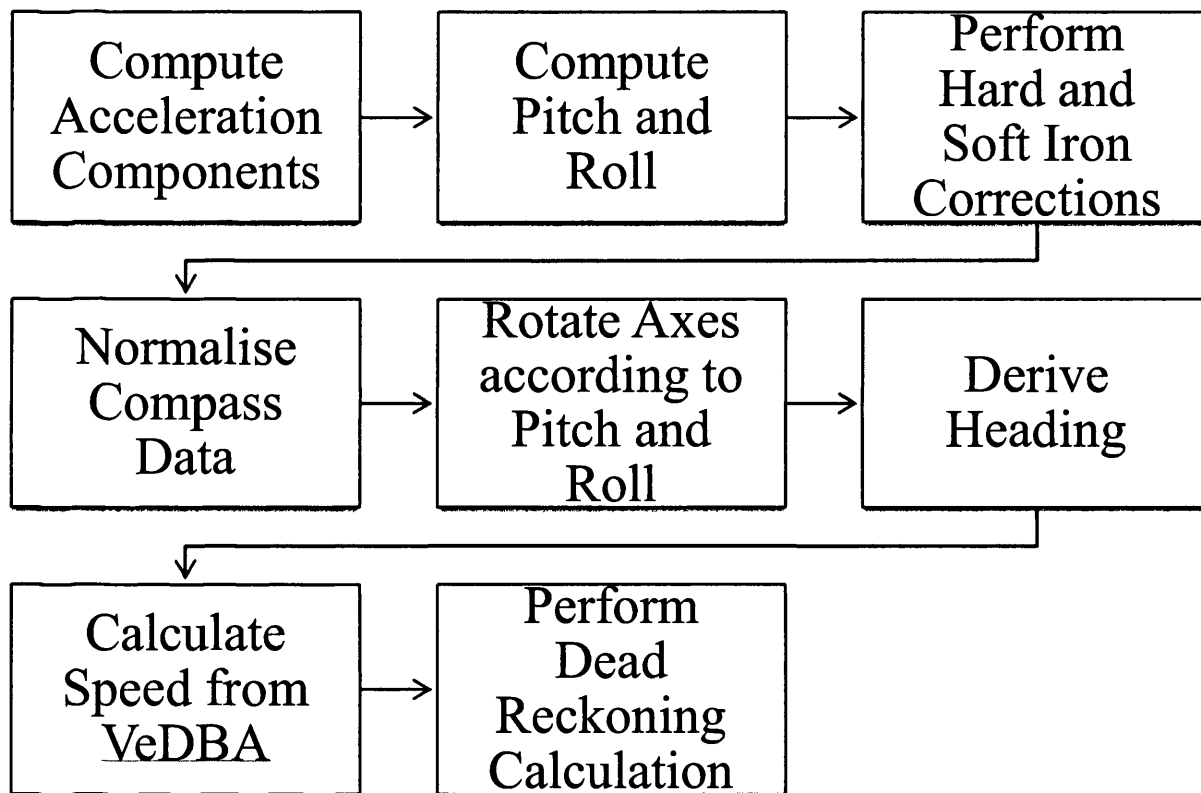 Compute
Acceleration
Components
Compute
Pitch and
Roll
Perform
Hard and
Soft Iron
Corrections
Normalise
Compass
Data
Rotate Axes
according to
Pitch and
Roll
Derive
Heading
Calculate
Speed from
VeDBA
Perform
Dead
Reckoning
Calculation